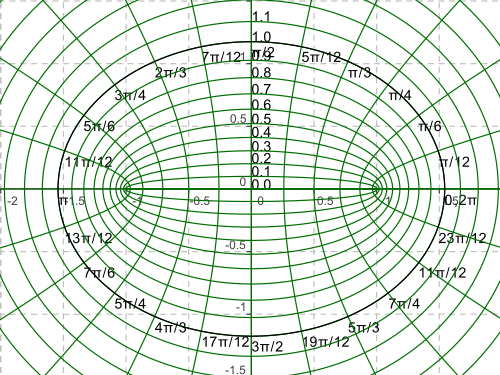 1.1
1.0
7π/12 1 π/2 0.9 5π/12
2π/3 0.8 π/3
3π/4 0.7 π/4
0.6
0.5 0.5
5π/6 π/6
0.4
0.3
11π/12 0.2 π/12
0.1
0 0.0
-2 π -1.5 -1 -0.5 0 0.5 1 0,2π
13π/12 23π/12
-0.5
7π/6 11π/12
5π/4 -1 7π/4
4π/3 5π/3
17π/12 3π/2 19π/12
-1.5